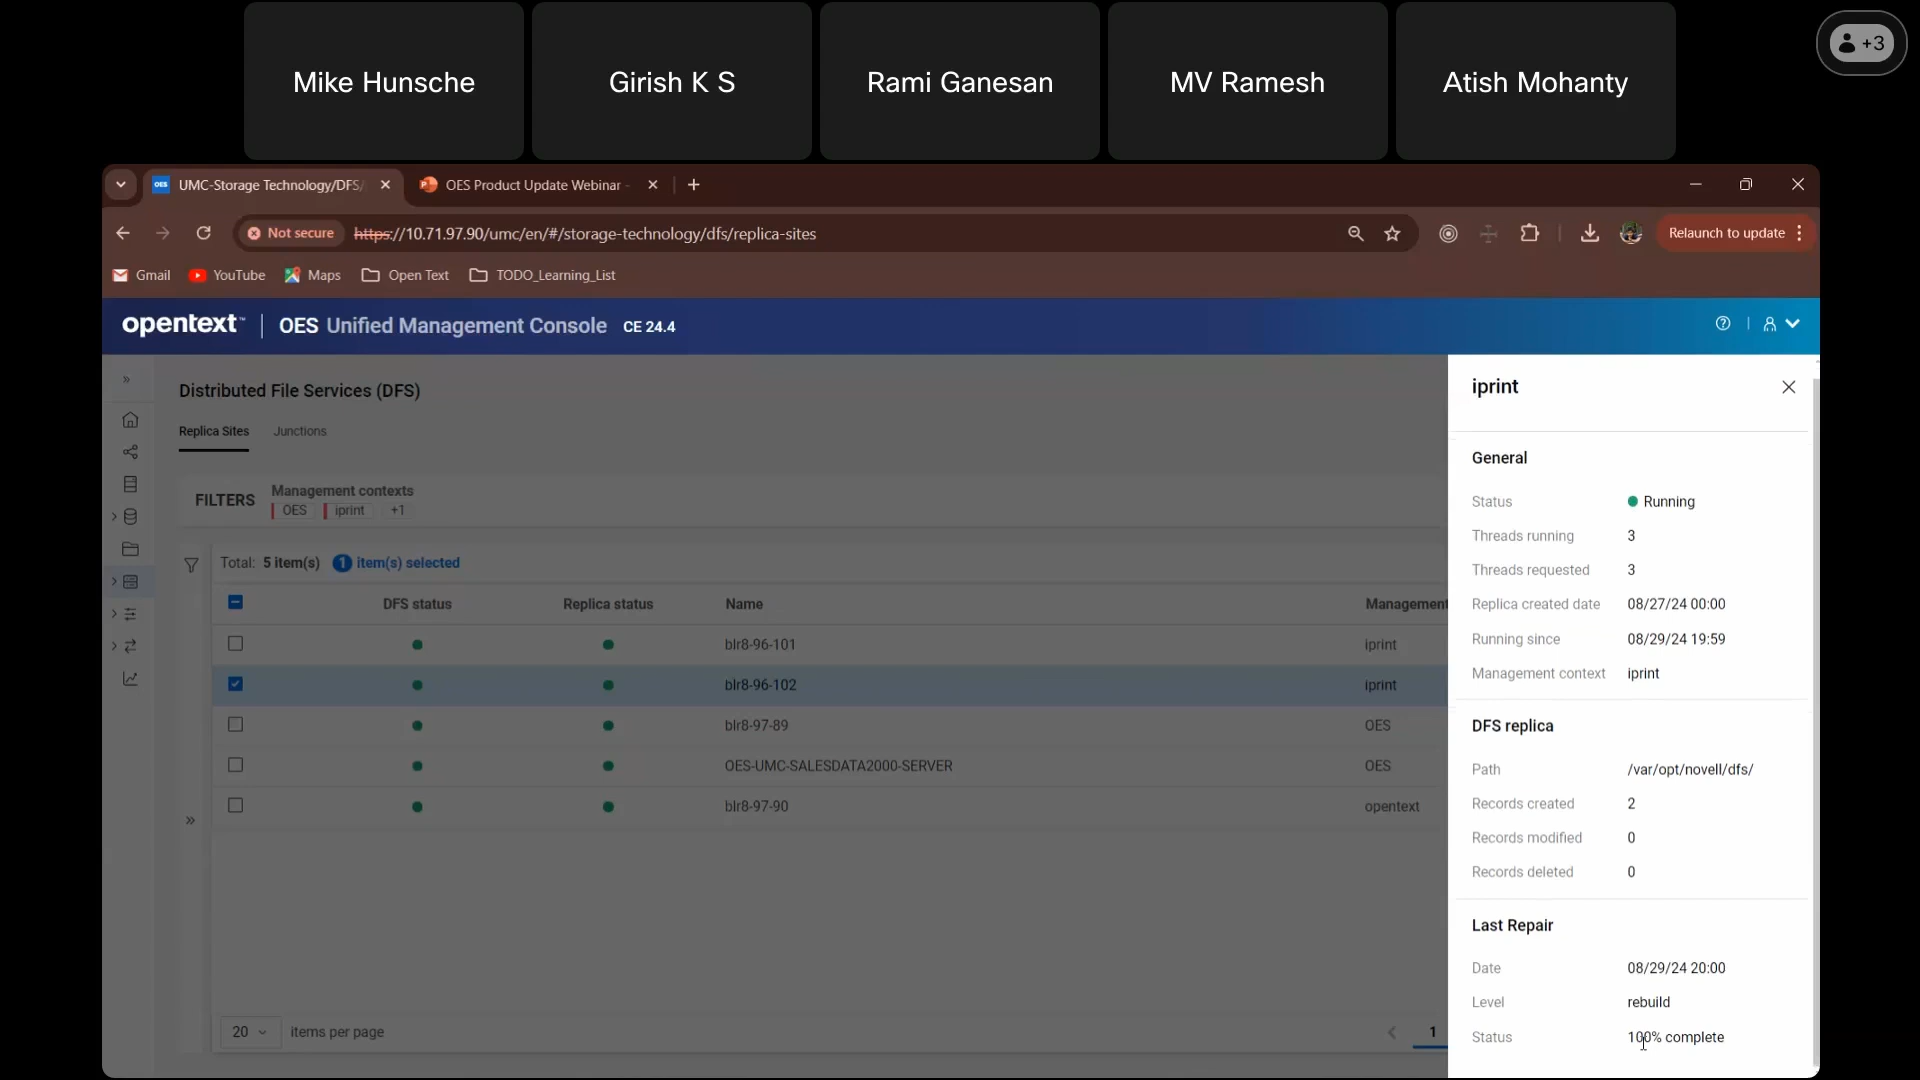 Mike Hunsche
Girish K S
Rami Ganesan
MV Ramesh
Atish Mohanty
+3
OES UMC-Storage Technology/DFS/
OES Product Update Webinar -
Not secure https://10.71.97.90/umc/en/#/storage-technology/dfs/replica-sites
Relaunch to update
Gmail YouTube Maps Open Text TODO_Learning_List
opentext™ | OES Unified Management Console CE 24.4
Distributed File Services (DFS)
Replica Sites Junctions
FILTERS Management contexts
OES iprint +1
Total: 5 item(s) 1 item(s) selected
DFS status Replica status Name Management
blr8-96-101 iprint
blr8-96-102 iprint
blr8-97-89 OES
OES-UMC-SALESDATA2000-SERVER OES
blr8-97-90 opentext
20 items per page 1
iprint
General
Status Running
Threads running 3
Threads requested 3
Replica created date 08/27/24 00:00
Running since 08/29/24 19:59
Management context iprint
DFS replica
Path /var/opt/novell/dfs/
Records created 2
Records modified 0
Records deleted 0
Last Repair
Date 08/29/24 20:00
Level rebuild
Status 100% complete